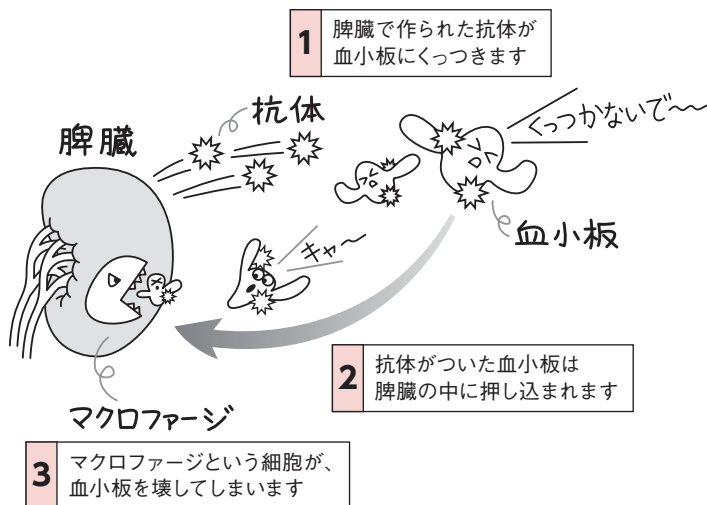 1
脾臓で作られた抗体が
血小板にくっつきます
抗体
くっつかないで〜〜
脾臓
血小板
キャ〜
2
抗体がついた血小板は
脾臓の中に押し込まれます
マクロファージ
3
マクロファージという細胞が、
血小板を壊してしまいます